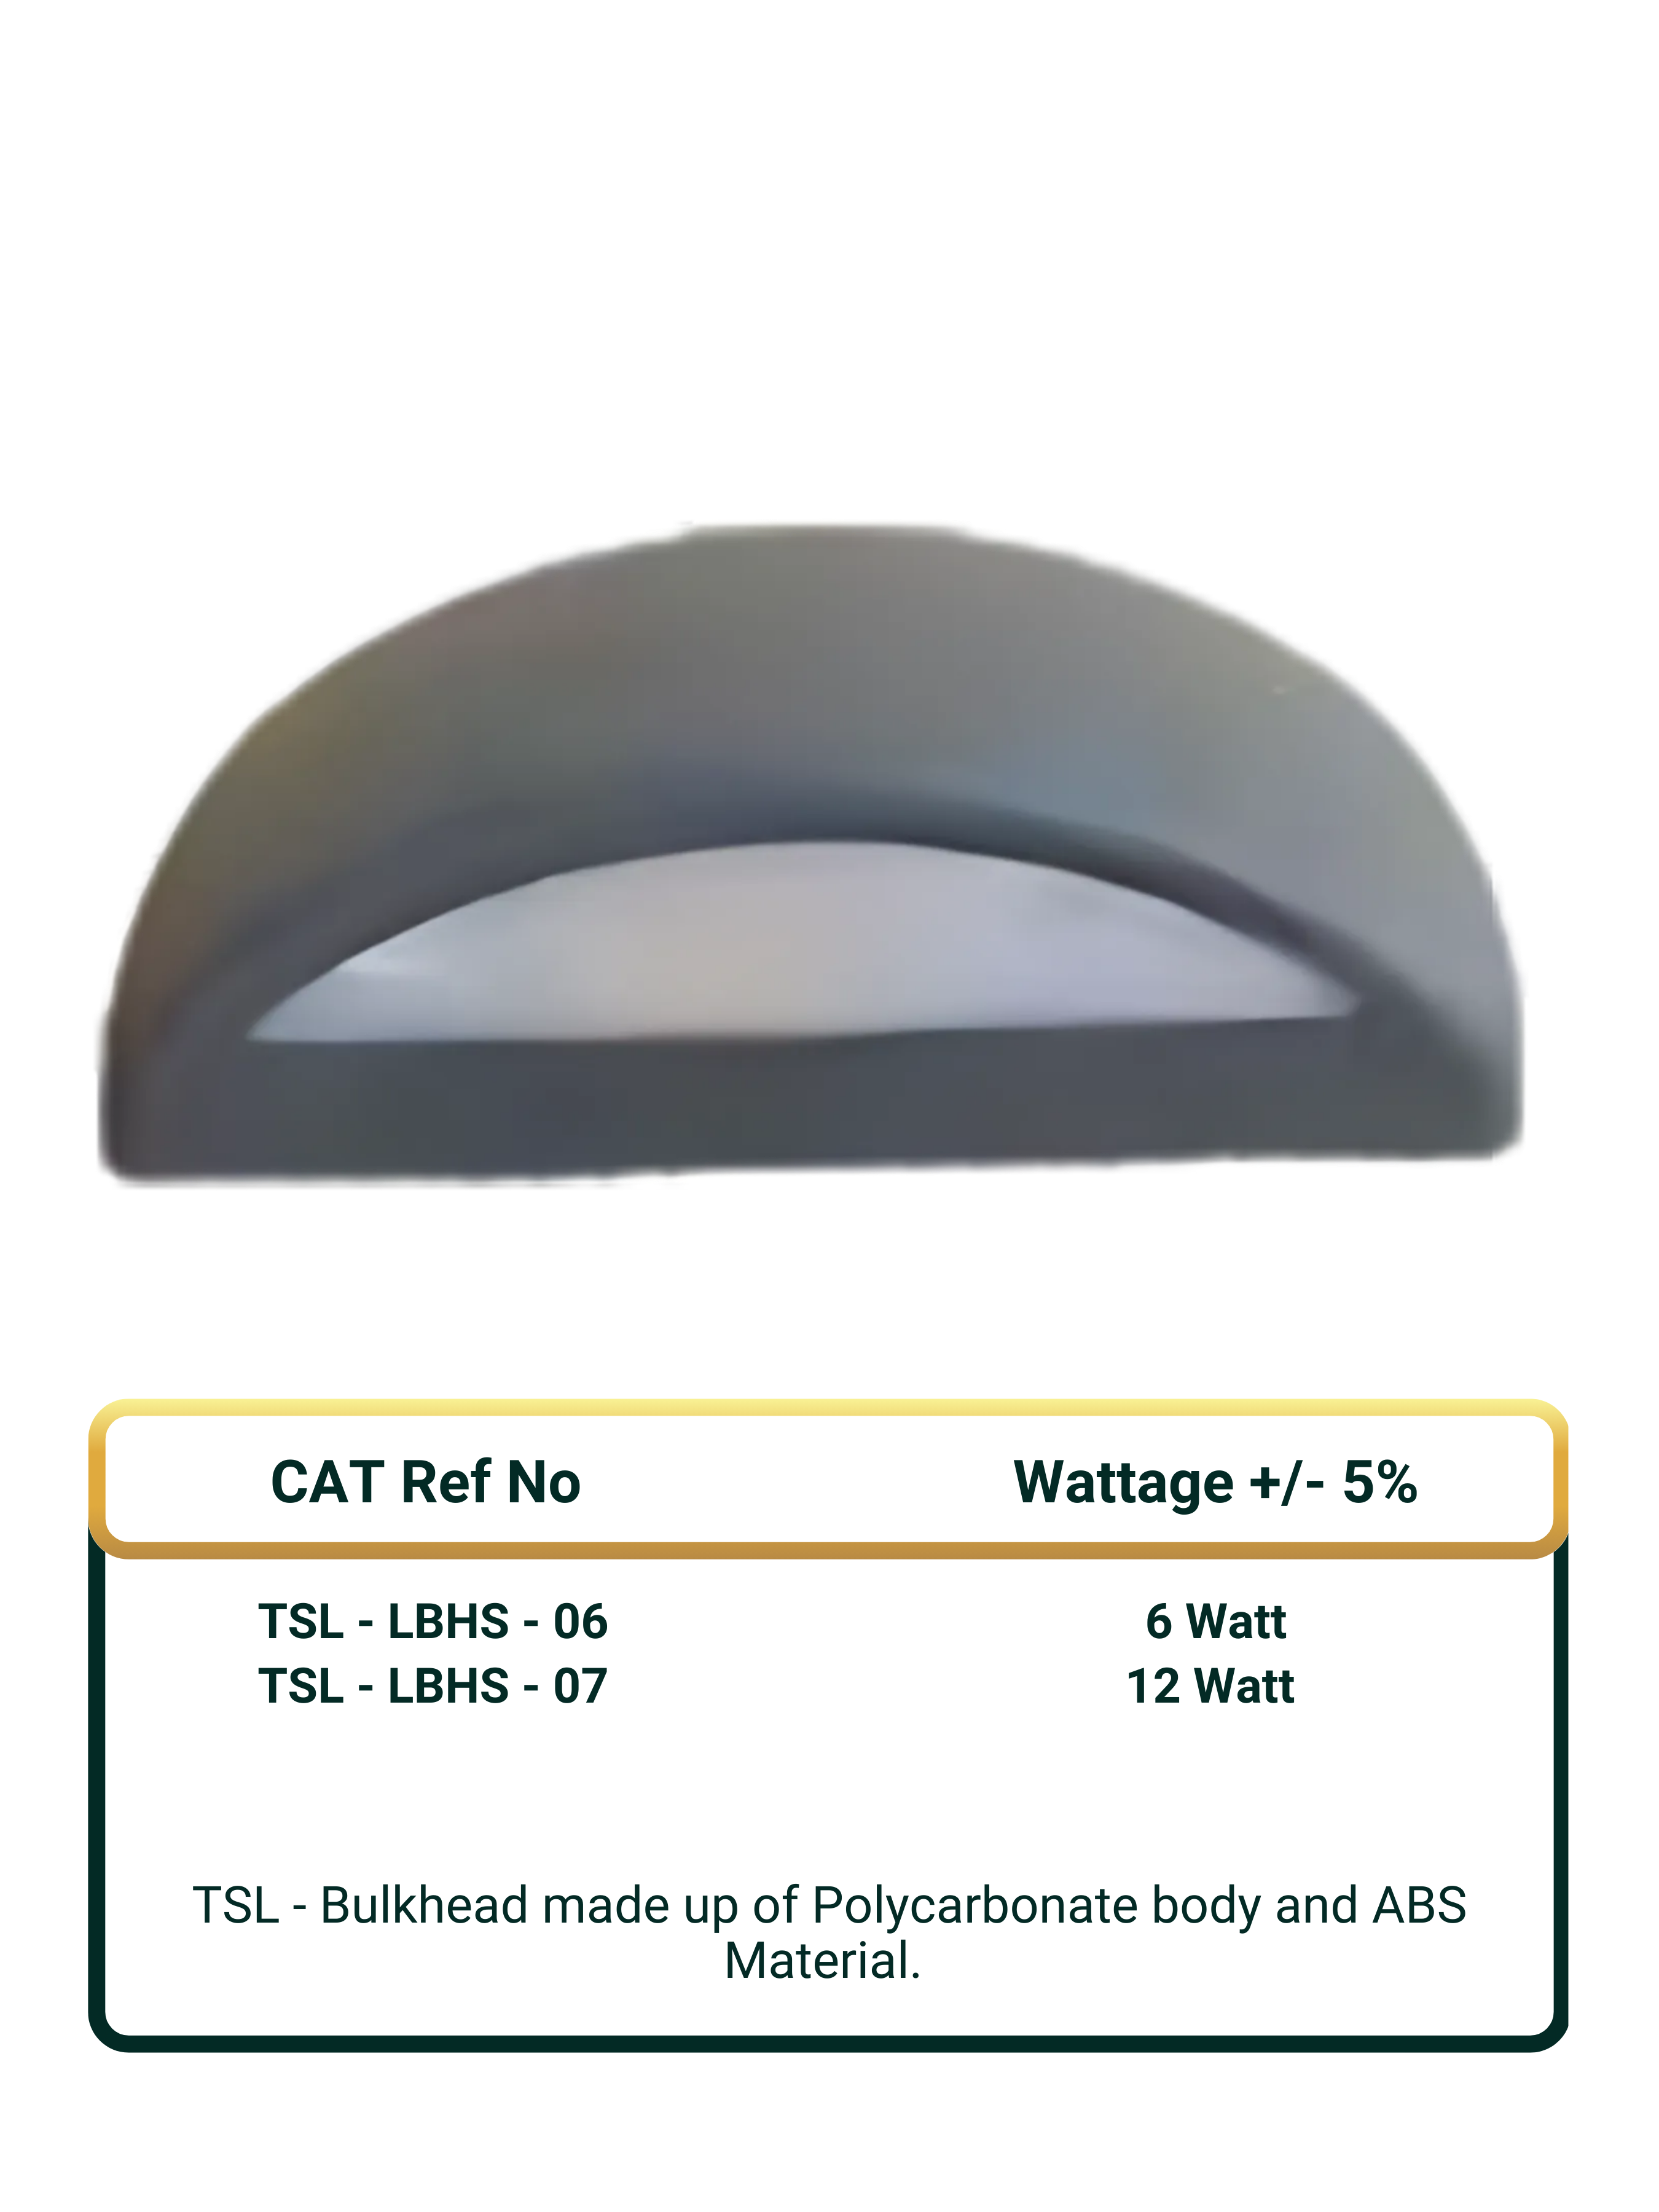 CAT Ref No Wattage +/- 5%
TSL - LBHS - 06 6 Watt
TSL - LBHS - 07 12 Watt
TSL - Bulkhead made up of Polycarbonate body and ABS
Material.